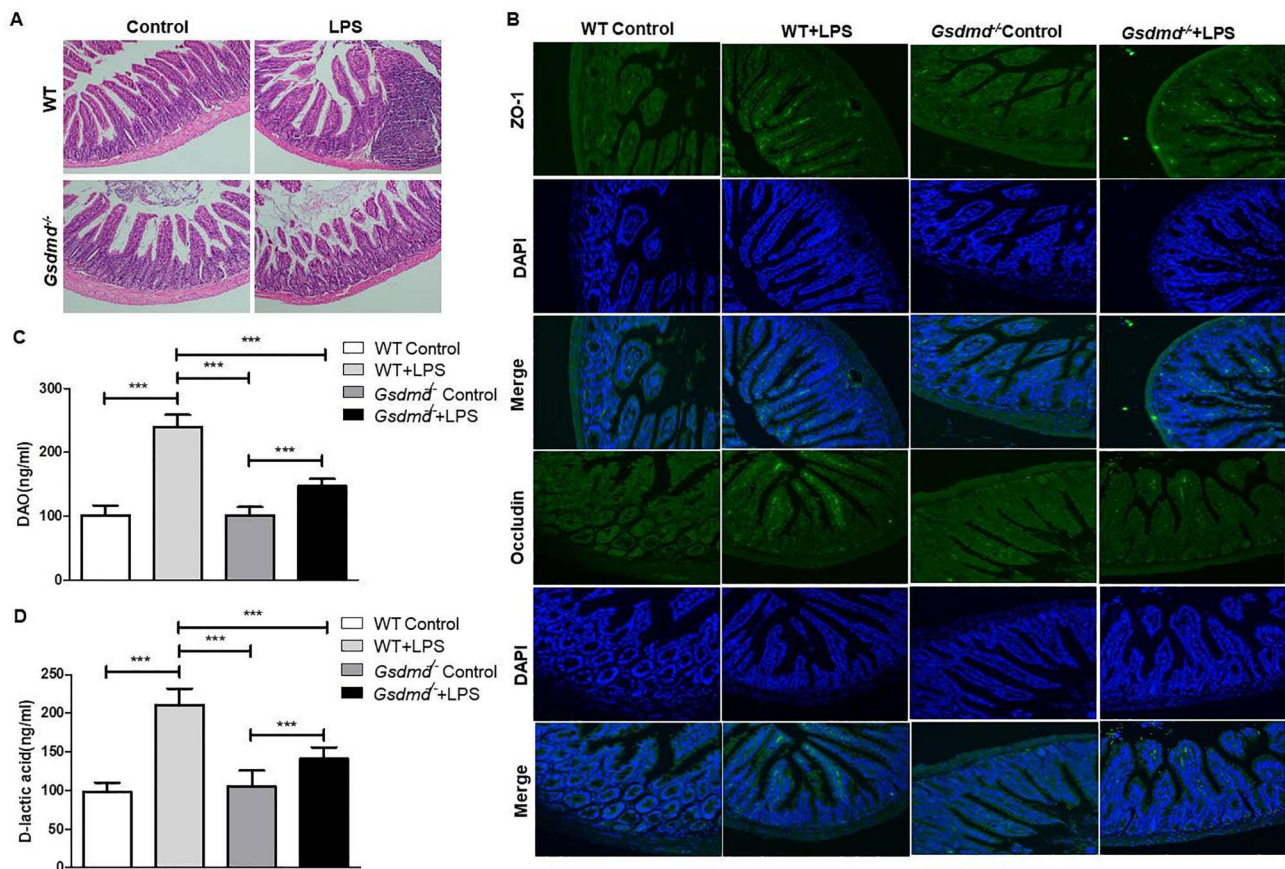 A
Control LPS
WT
Gsdmd-/-
B
WT Control WT+LPS Gsdmd-/-Control Gsdmd-/-+LPS
ZO-1
DAPI
Merge
Occludin
DAPI
Merge
C
***
***
***
***
WT Control
WT+LPS
Gsdmd-/- Control
Gsdmd-/-+LPS
DAO(ng/ml)
300
200
100
0
D
***
***
***
***
WT Control
WT+LPS
Gsdmd-/- Control
Gsdmd-/-+LPS
D-lactic acid(ng/ml)
250
200
150
100
50
0